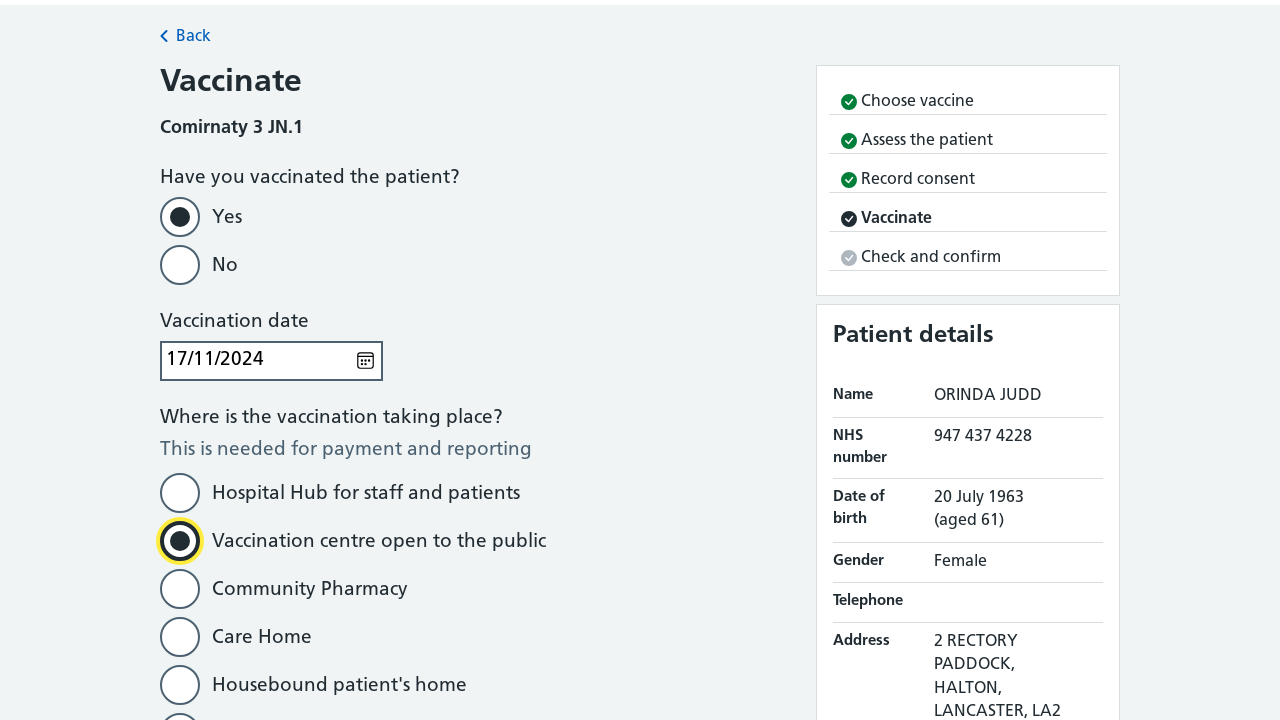 Back
Vaccinate
Comirnaty 3 JN.1
Have you vaccinated the patient?
Yes
No
Vaccination date
17/11/2024
Where is the vaccination taking place?
This is needed for payment and reporting
Hospital Hub for staff and patients
Vaccination centre open to the public
Community Pharmacy
Care Home
Housebound patient's home
Choose vaccine
Assess the patient
Record consent
Vaccinate
Check and confirm
Patient details
Name ORINDA JUDD
NHS number 947 437 4228
Date of birth 20 July 1963
(aged 61)
Gender Female
Telephone
Address 2 RECTORY
PADDOCK,
HALTON,
LANCASTER, LA2